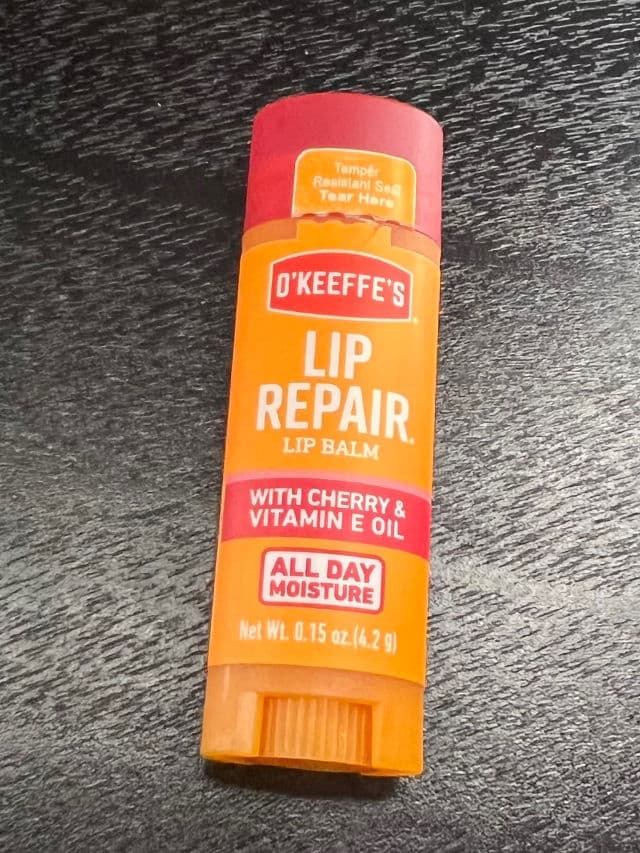 Temper
Resistant Seal
Tear Here
O'KEEFFE'S
LIP
REPAIR
LIP BALM
WITH CHERRY &
VITAMIN E OIL
ALL DAY
MOISTURE
Net Wt. 0.15 oz.(4.2 g)